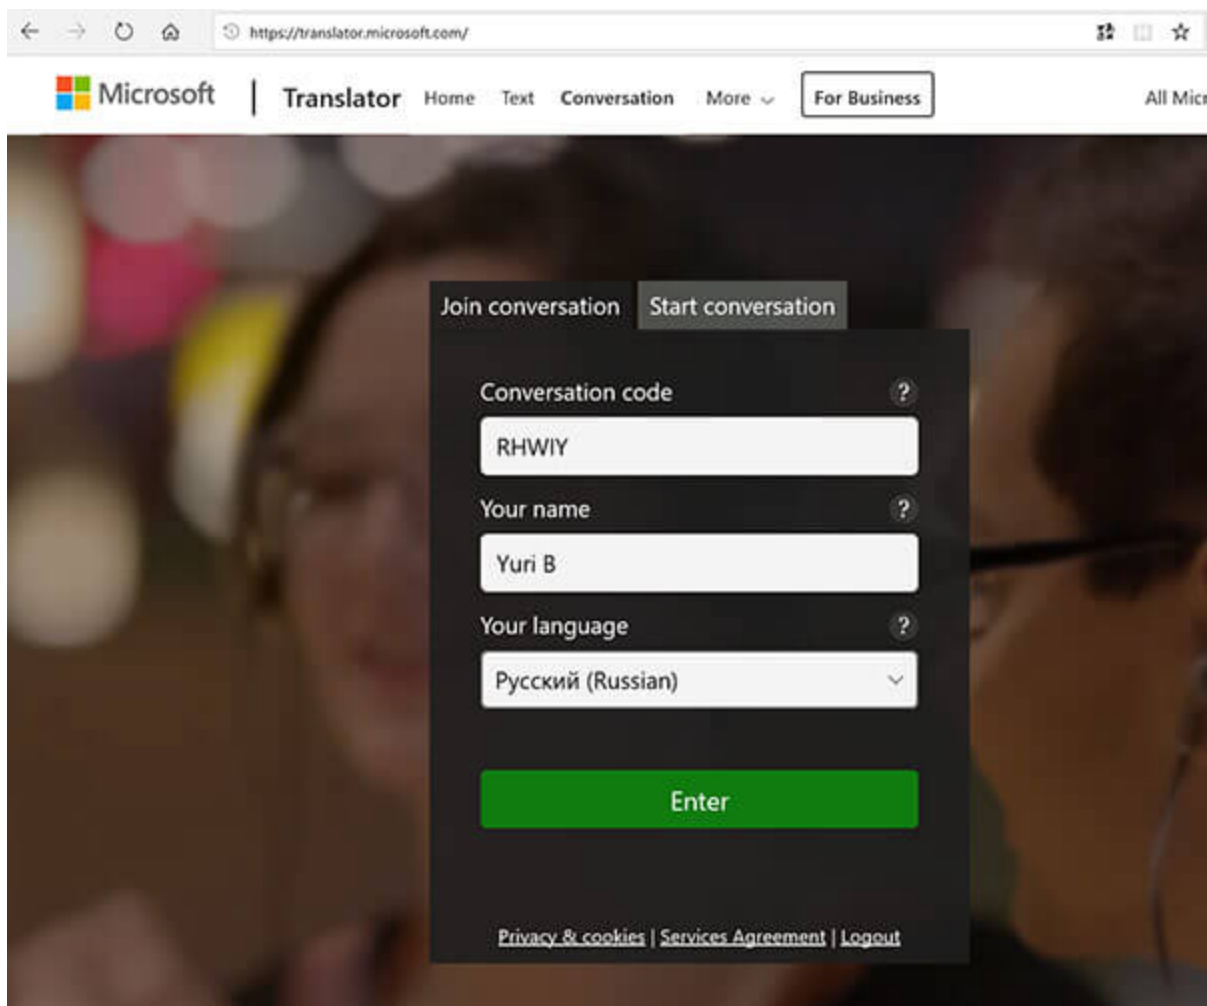 https://translator.microsoft.com/
Microsoft | Translator Home Text Conversation More For Business All Micr
Join conversation Start conversation
Conversation code ?
RHWIY
Your name ?
Yuri B
Your language ?
Русский (Russian)
Enter
Privacy & cookies | Services Agreement | Logout